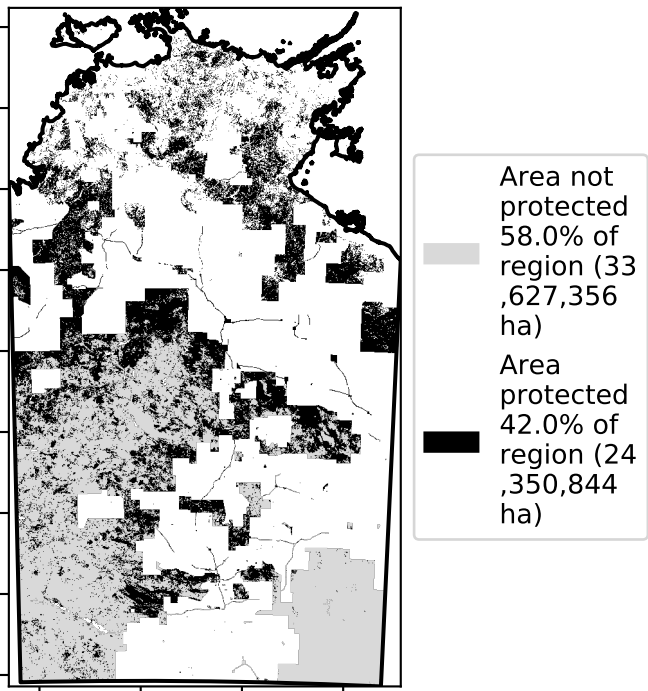 Area not
protected
58.0% of
region (33
,627,356
ha)
Area
protected
42.0% of
region (24
,350,844
ha)